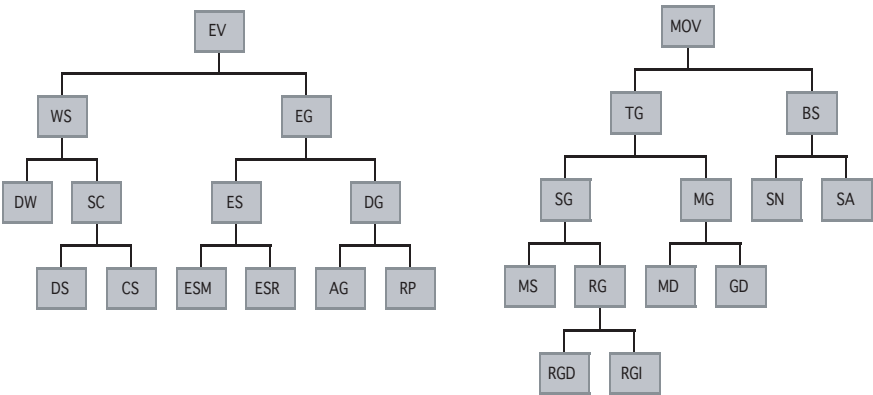 EV
WS
EG
DW
SC
ES
DG
DS
CS
ESM
ESR
AG
RP
MOV
TG
BS
SG
MG
SN
SA
MS
RG
MD
GD
RGD
RGI